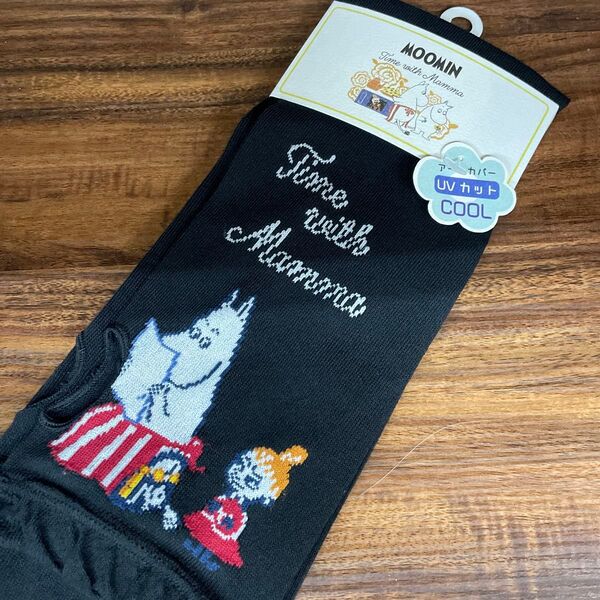 MOOMIN
Time with Mamma
アームカバー
UVカット
COOL
Time
with
Mamma